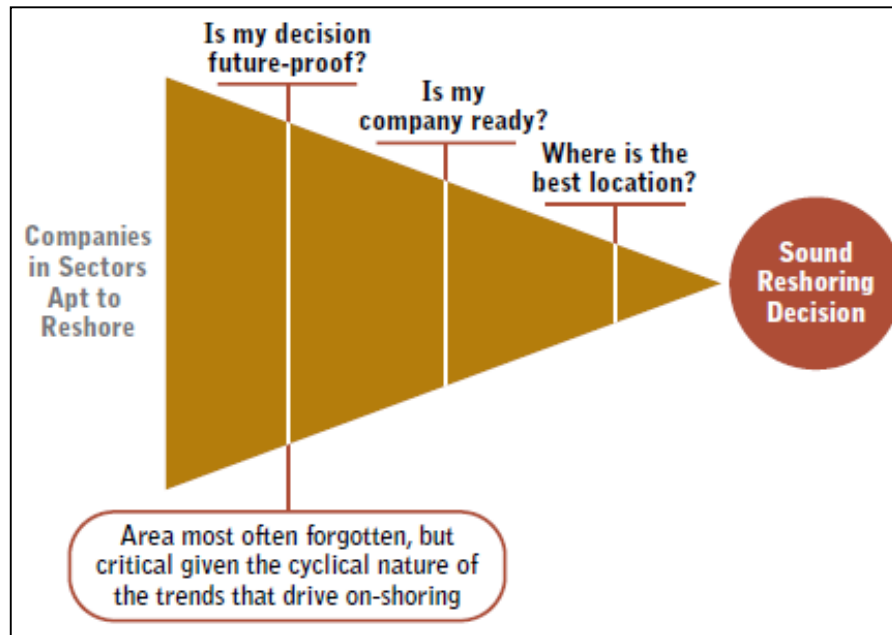 Is my decision
future-proof?
Is my
company ready?
Where is the
best location?
Companies
in Sectors
Apt to
Reshore
Sound
Reshoring
Decision
Area most often forgotten, but
critical given the cyclical nature of
the trends that drive on-shoring